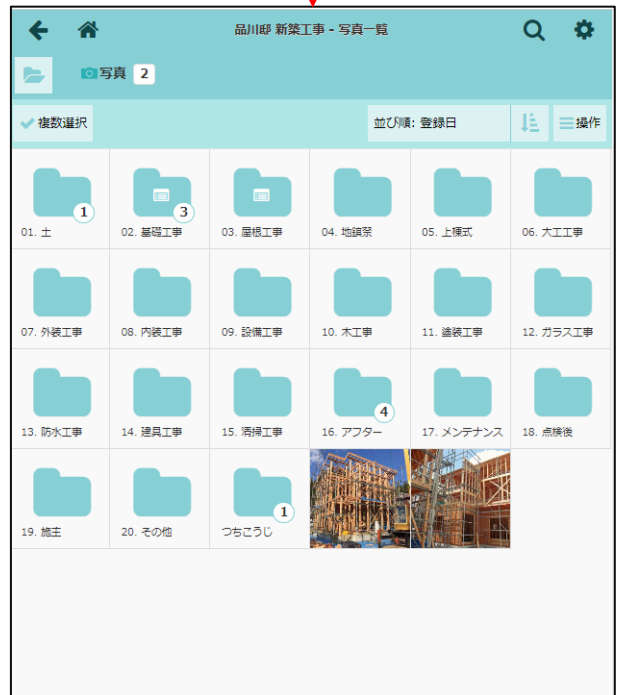 品川邸 新築工事 - 写真一覧
写真 2
複数選択 並び順: 登録日 操作
1 3
01. 土 02. 基礎工事 03. 屋根工事 04. 地鎮祭 05. 上棟式 06. 大工工事
07. 外装工事 08. 内装工事 09. 設備工事 10. 木工事 11. 塗装工事 12. ガラス工事
4
13. 防水工事 14. 建具工事 15. 清掃工事 16. アフター 17. メンテナンス 18. 点検後
1
19. 施主 20. その他 つちこうじ